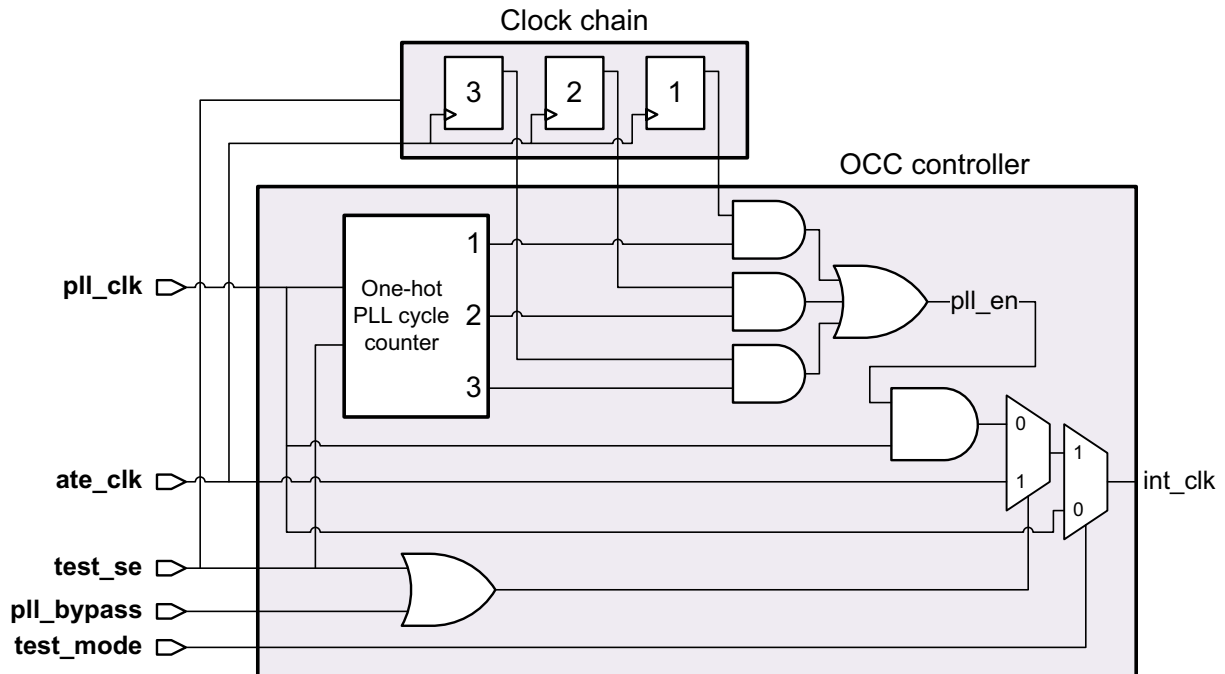 Clock chain
3
2
1
OCC controller
1
pll_clk
One-hot
PLL cycle
counter
2
pll_en
3
0
1
ate_clk
1
int_clk
0
test_se
pll_bypass
test_mode